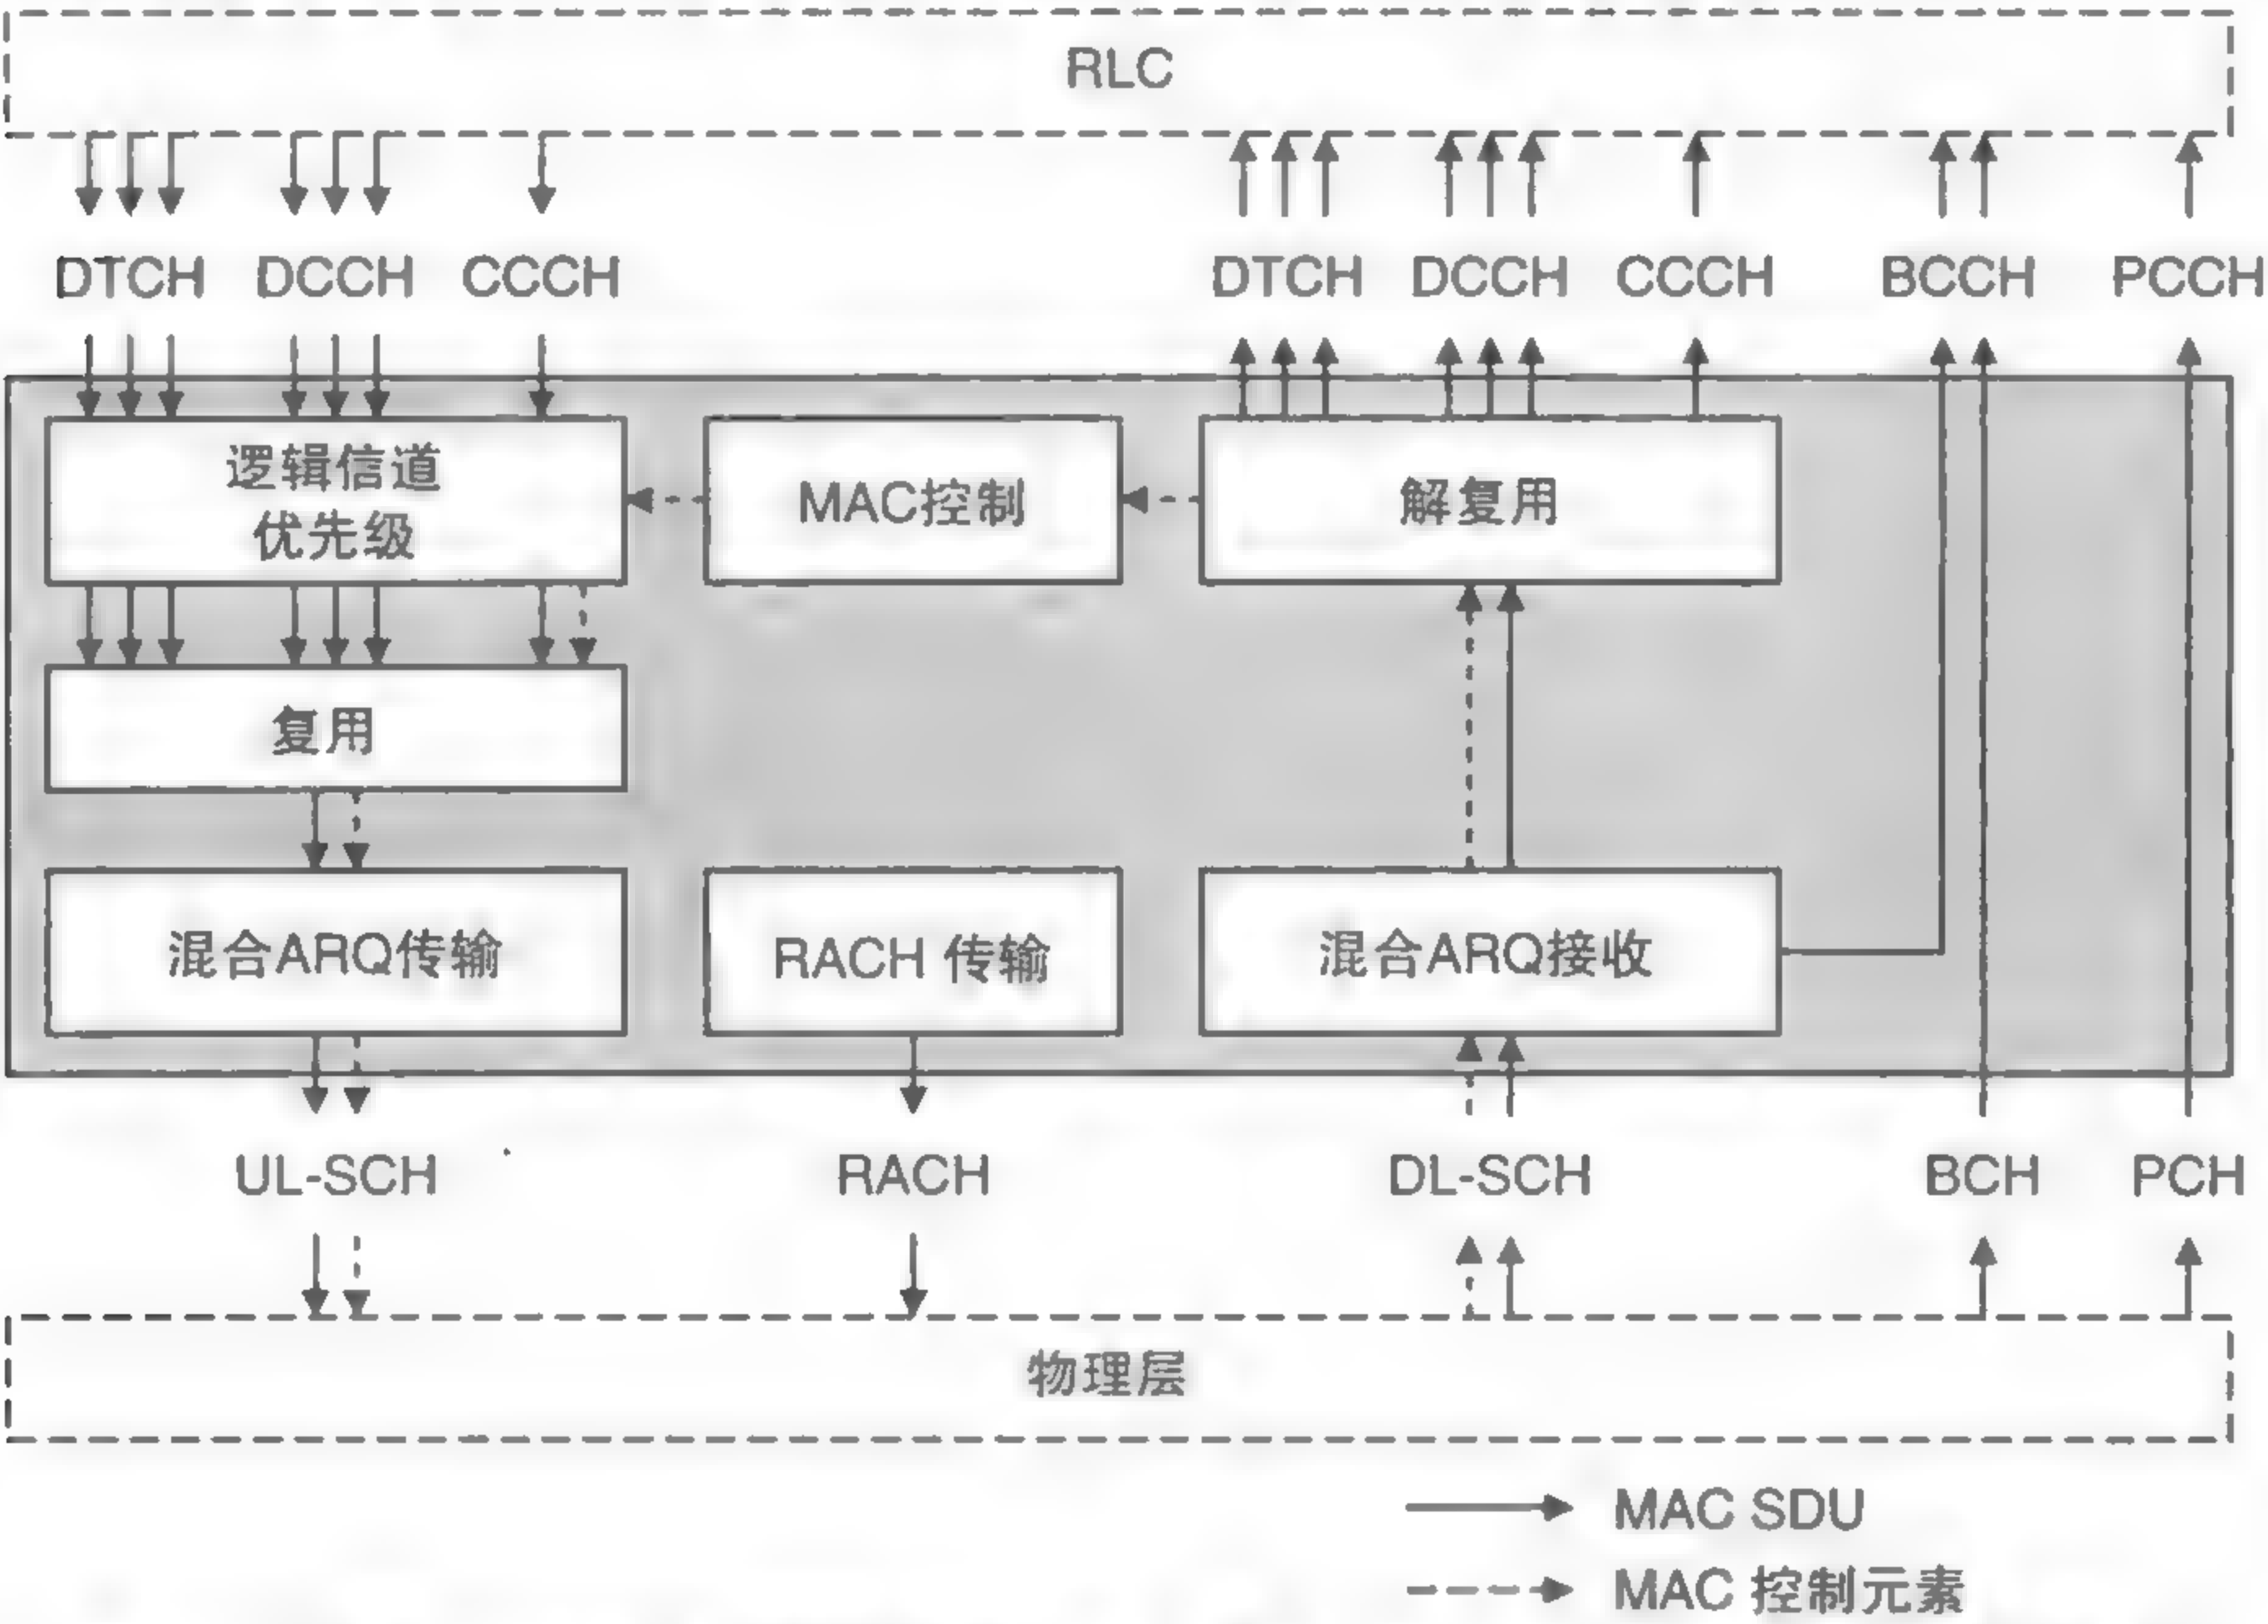 RLC
DTCH DCCH CCCH DTCH DCCH CCCH BCCH PCCH
逻辑信道
优先级
MAC控制
解复用
复用
混合ARQ传输
RACH 传输
混合ARQ接收
UL-SCH RACH DL-SCH BCH PCH
物理层
MAC SDU
MAC 控制元素